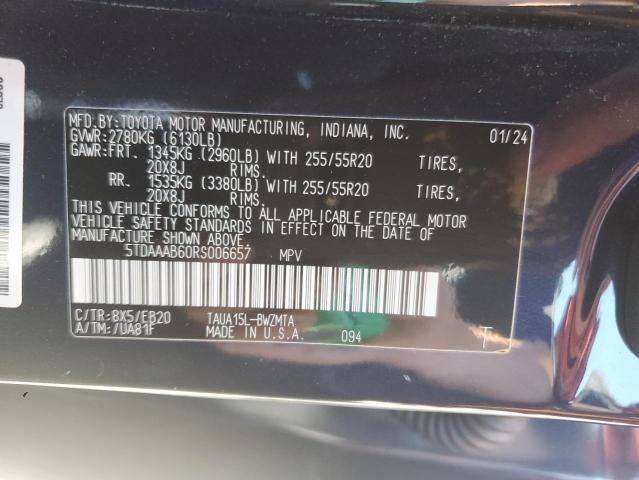 MFD.BY:TOYOTA MOTOR MANUFACTURING, INDIANA, INC. 01/24
GVWR:2780KG (6130LB)
GAWR:FRT. 1345KG (2960LB) WITH 255/55R20 TIRES,
20X8J RIMS.
RR. 1535KG (3380LB) WITH 255/55R20 TIRES,
20X8J RIMS.
THIS VEHICLE CONFORMS TO ALL APPLICABLE FEDERAL MOTOR
VEHICLE SAFETY STANDARDS IN EFFECT ON THE DATE OF
MANUFACTURE SHOWN ABOVE.
5TDAAAB60RS006657 MPV
C/TR:8X5/EB20 TAUA15L-BWZMTA
A/TM:/UA81F MADE IN U.S.A. 094 T